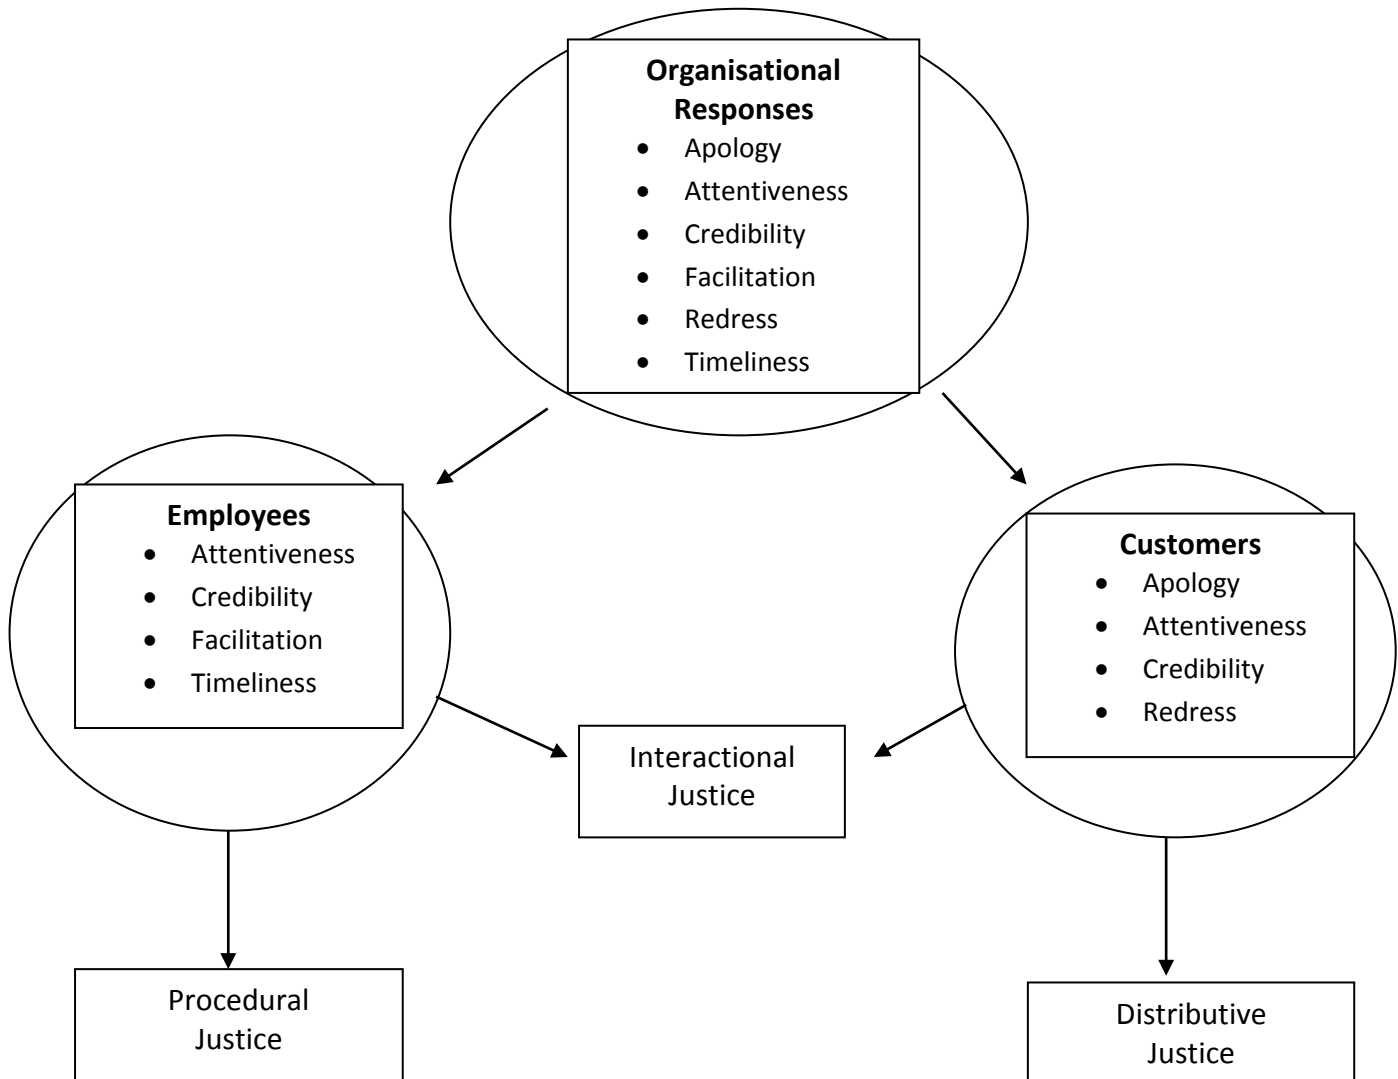 Organisational
Responses
• Apology
• Attentiveness
• Credibility
• Facilitation
• Redress
• Timeliness
Employees
• Attentiveness
• Credibility
• Facilitation
• Timeliness
Customers
• Apology
• Attentiveness
• Credibility
• Redress
Interactional
Justice
Procedural
Justice
Distributive
Justice